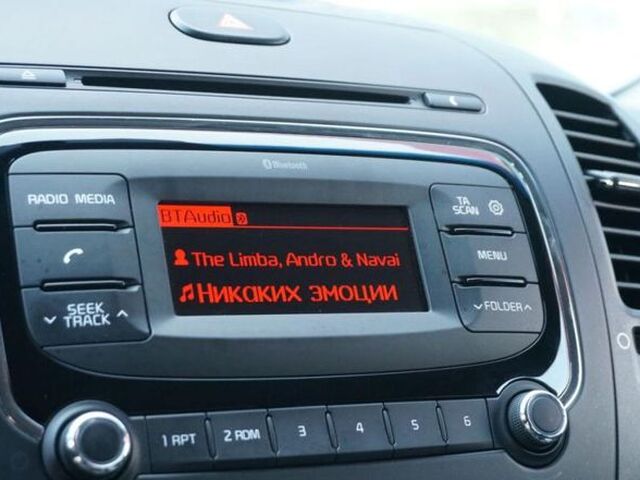 Bluetooth
RADIO MEDIA
BTAudio
TA
SCAN
The Limba, Andro & Navai
MENU
SEEK
TRACK
Никаких эмоции
FOLDER
1 RPT
2 RDM
3
4
5
6